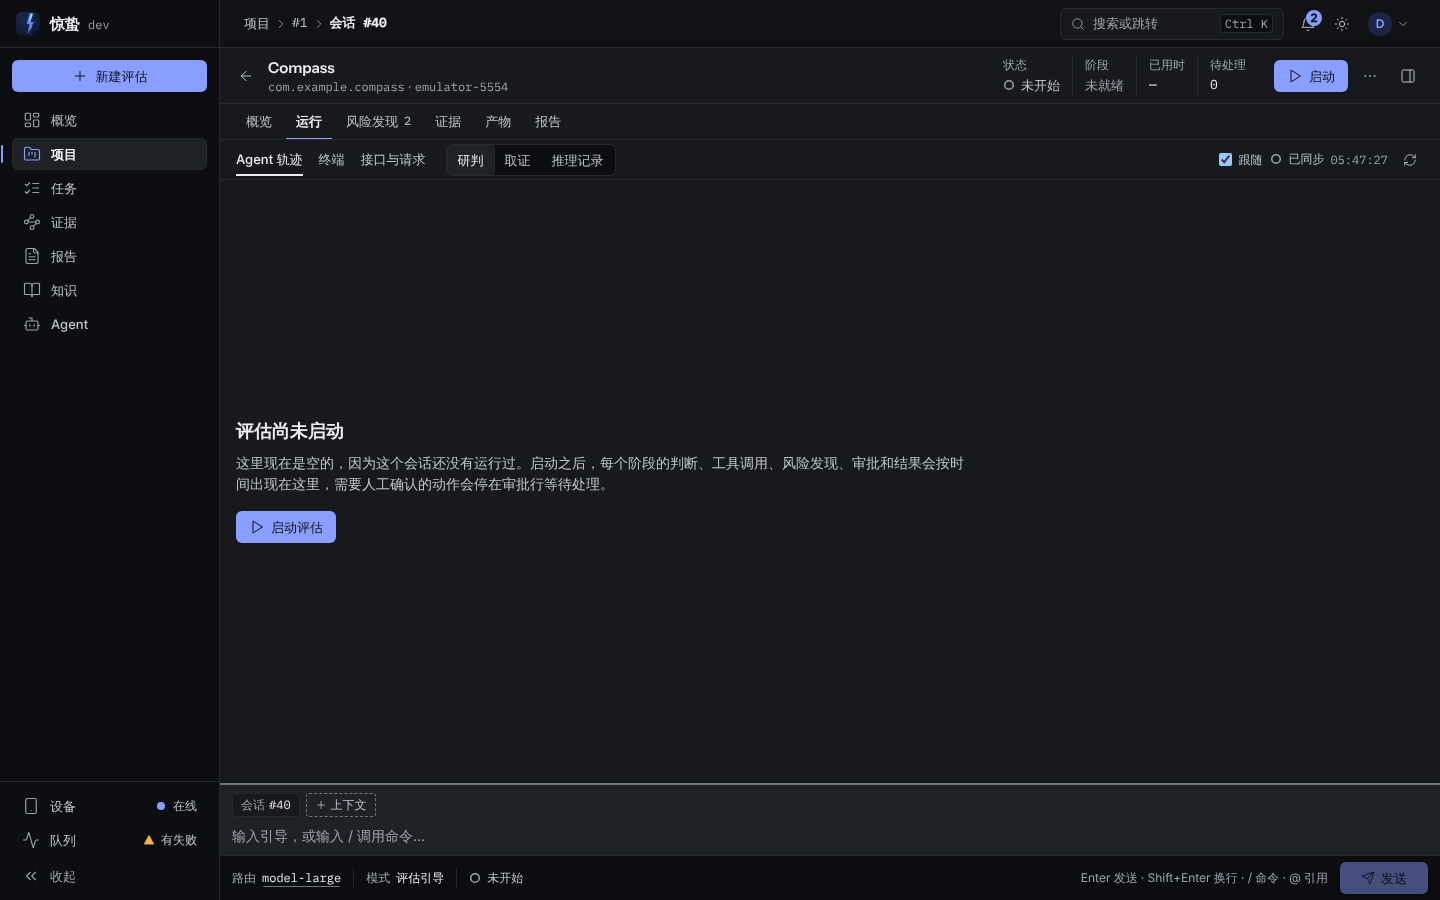 惊蛰 dev
项目 #1 会话 #40
搜索或跳转 Ctrl K
2
D
新建评估
概览
项目
任务
证据
报告
知识
Agent
Compass
com.example.compass · emulator-5554
状态
未开始
阶段
未就绪
已用时
—
待处理
0
启动
概览 运行 风险发现 2 证据 产物 报告
Agent 轨迹 终端 接口与请求 研判 取证 推理记录
跟随 已同步 05:47:27
评估尚未启动
这里现在是空的，因为这个会话还没有运行过。启动之后，每个阶段的判断、工具调用、风险发现、审批和结果会按时
间出现在这里，需要人工确认的动作会停在审批行等待处理。
启动评估
设备 在线
队列 有失败
收起
会话 #40 上下文
输入引导，或输入 / 调用命令...
路由 model-large 模式 评估引导 未开始
Enter 发送 · Shift+Enter 换行 · / 命令 · @ 引用
发送